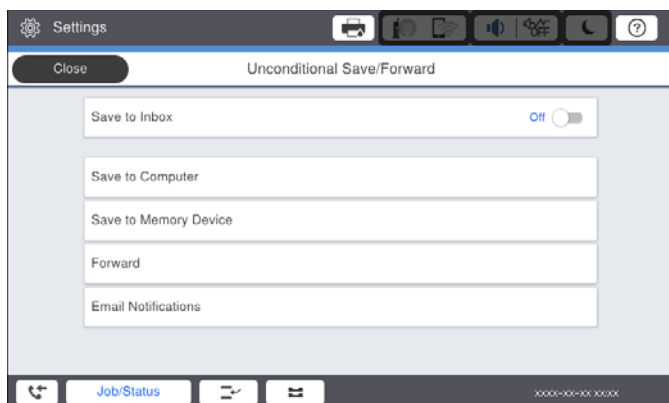 Settings
OFF
?
Close
Unconditional Save/Forward
Save to Inbox
Off
Save to Computer
Save to Memory Device
Forward
Email Notifications
Job/Status
xxxx-xx-xx xx:xx